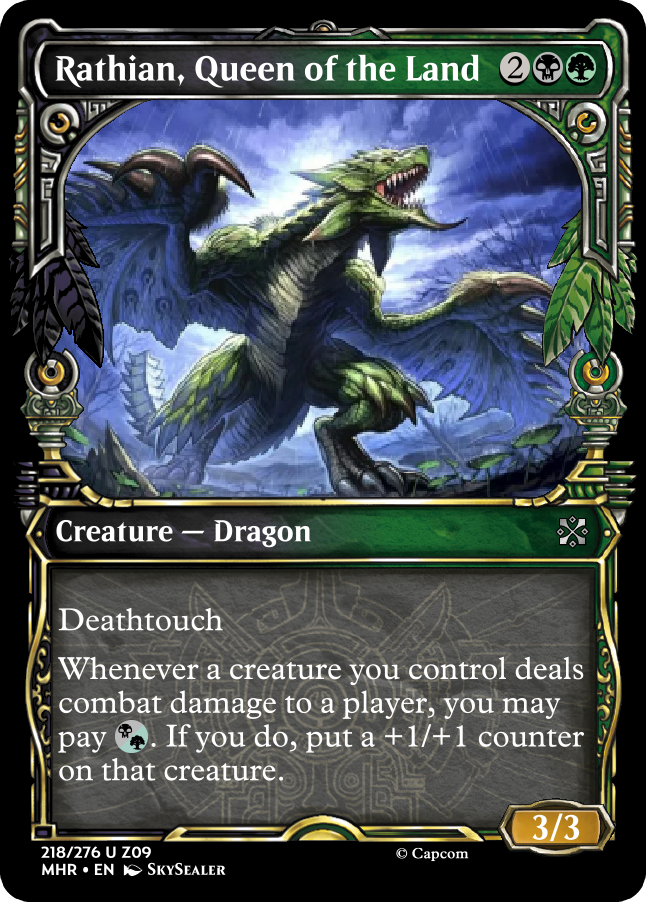 Rathian, Queen of the Land 2
Creature — Dragon
Deathtouch
Whenever a creature you control deals
combat damage to a player, you may
pay . If you do, put a +1/+1 counter
on that creature.
3/3
218/276 U Z09
© Capcom
MHR • EN SkySealer